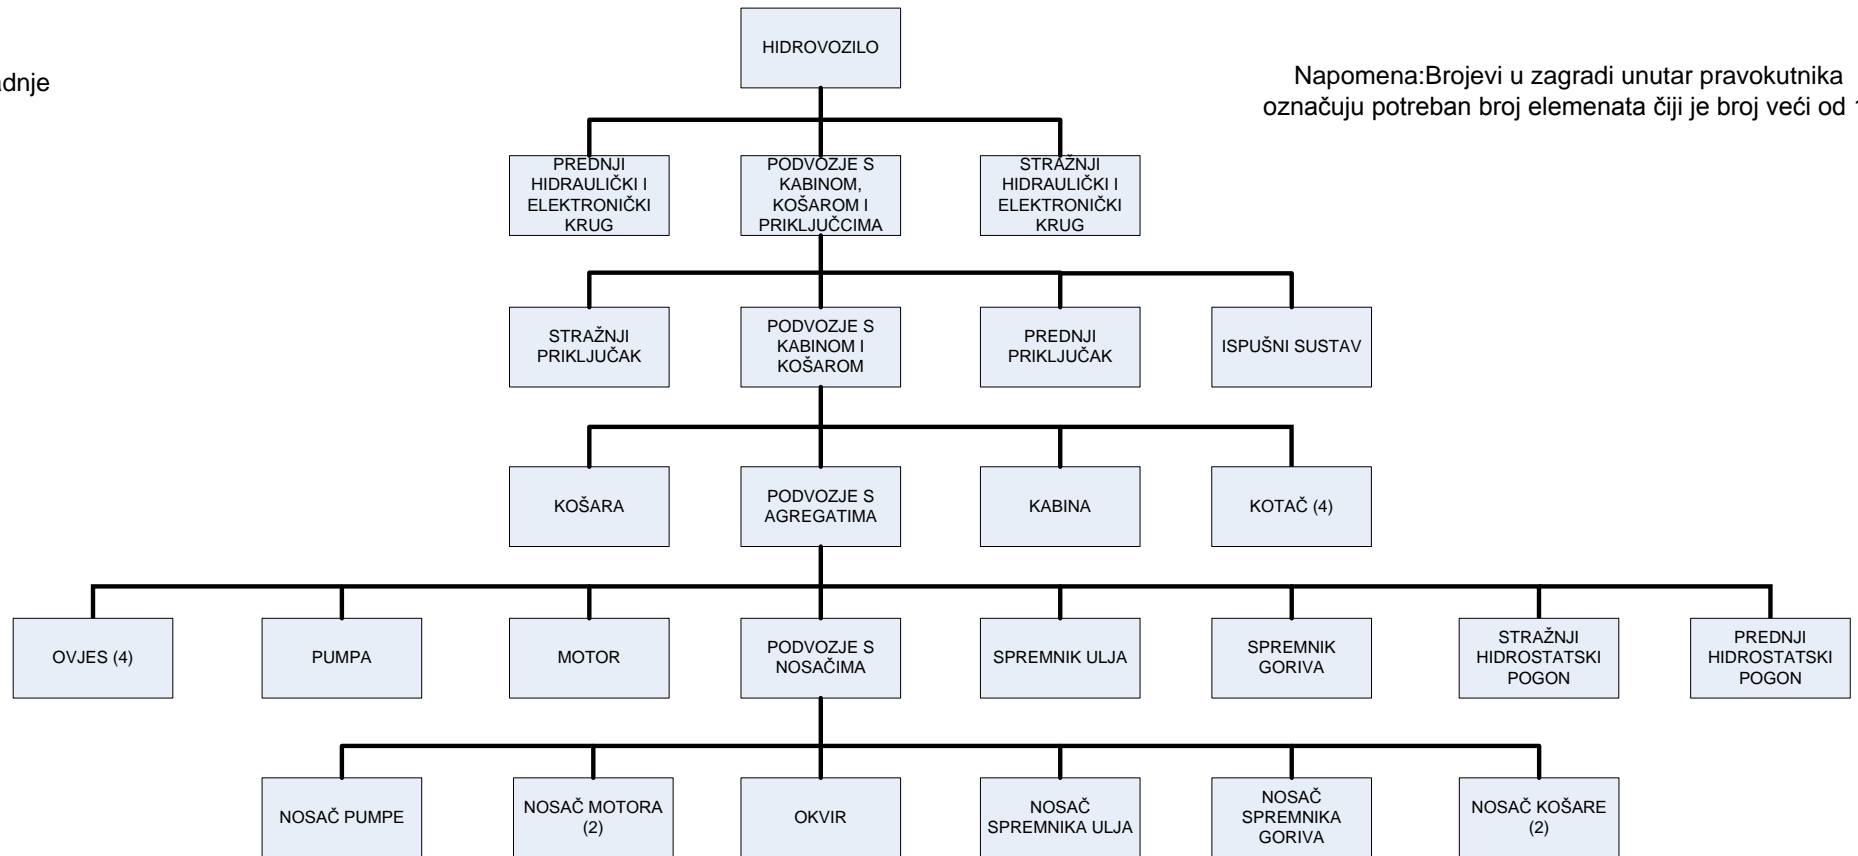 HIDROVOZILO
Napomena:Brojevi u zagradi unutar pravokutnika
označuju potreban broj elemenata čiji je broj veći od
PREDNJI
HIDRAULIČKI I
ELEKTRONIČKI
KRUG
PODVOZJE S
KABINOM,
KOŠAROM I
PRIKLJUČCIMA
STRAŽNJI
HIDRAULIČKI I
ELEKTRONIČKI
KRUG
STRAŽNJI
PRIKLJUČAK
PODVOZJE S
KABINOM I
KOŠAROM
PREDNJI
PRIKLJUČAK
ISPUŠNI SUSTAV
KOŠARA
PODVOZJE S
AGREGATIMA
KABINA
KOTAČ (4)
OVJES (4)
PUMPA
MOTOR
PODVOZJE S
NOSAČIMA
SPREMNIK ULJA
SPREMNIK
GORIVA
STRAŽNJI
HIDROSTATSKI
POGON
PREDNJI
HIDROSTATSKI
POGON
NOSAČ PUMPE
NOSAČ MOTORA
(2)
OKVIR
NOSAČ
SPREMNIKA ULJA
NOSAČ
SPREMNIKA
GORIVA
NOSAČ KOŠARE
(2)